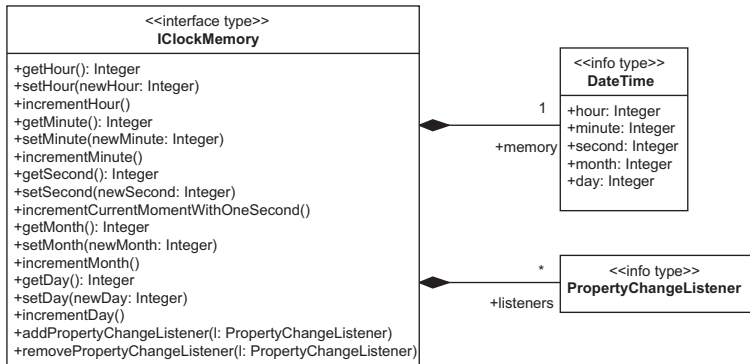 <<interface type>>
IClockMemory
+getHour(): Integer
+setHour(newHour: Integer)
+incrementHour()
+getMinute(): Integer
+setMinute(newMinute: Integer)
+incrementMinute()
+getSecond(): Integer
+setSecond(newSecond: Integer)
+incrementCurrentMomentWithOneSecond()
+getMonth(): Integer
+setMonth(newMonth: Integer)
+incrementMonth()
+getDay(): Integer
+setDay(newDay: Integer)
+incrementDay()
+addPropertyChangeListener(l: PropertyChangeListener)
+removePropertyChangeListener(l: PropertyChangeListener)
1
+memory
<<info type>>
DateTime
+hour: Integer
+minute: Integer
+second: Integer
+month: Integer
+day: Integer
*
+listeners
<<info type>>
PropertyChangeListener